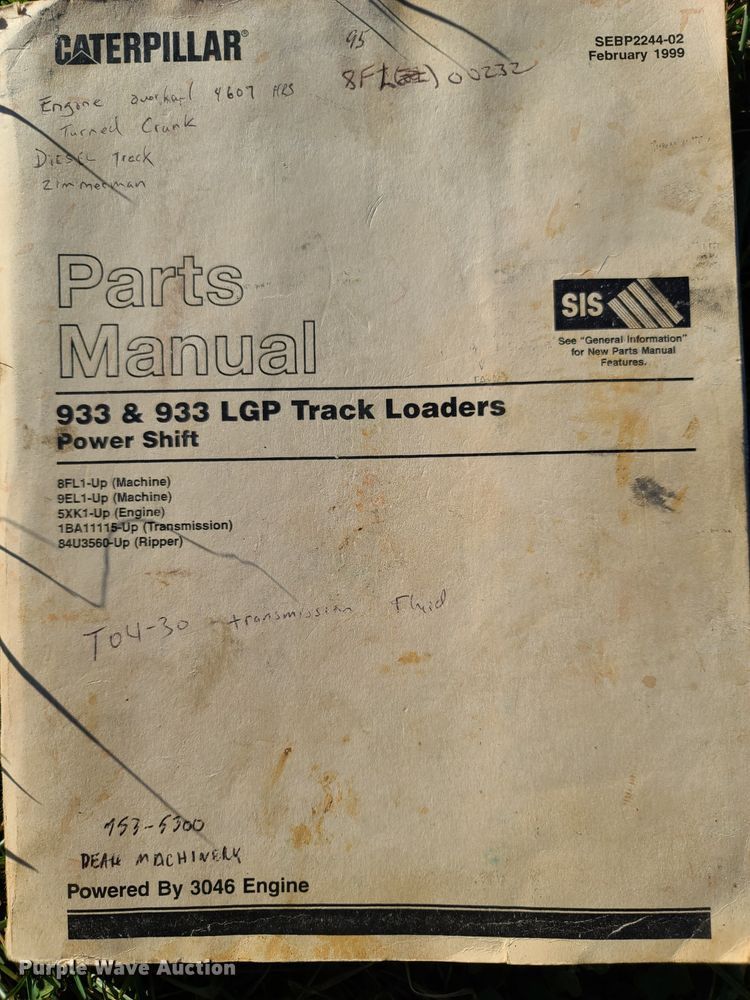 CATERPILLAR®
95
SEBP2244-02
February 1999
8FL 00232
Engine overhaul 4607 HRS
Turned Crank
DIESEL Track
Zimmerman
Parts
Manual
SIS
See "General Information"
for New Parts Manual
Features.
933 & 933 LGP Track Loaders
Power Shift
8FL1-Up (Machine)
9EL1-Up (Machine)
5XK1-Up (Engine)
1BA11115-Up (Transmission)
84U3560-Up (Ripper)
TO4-30 transmission Fluid
753-5300
DEAN MACHINERY
Powered By 3046 Engine
Purple Wave Auction